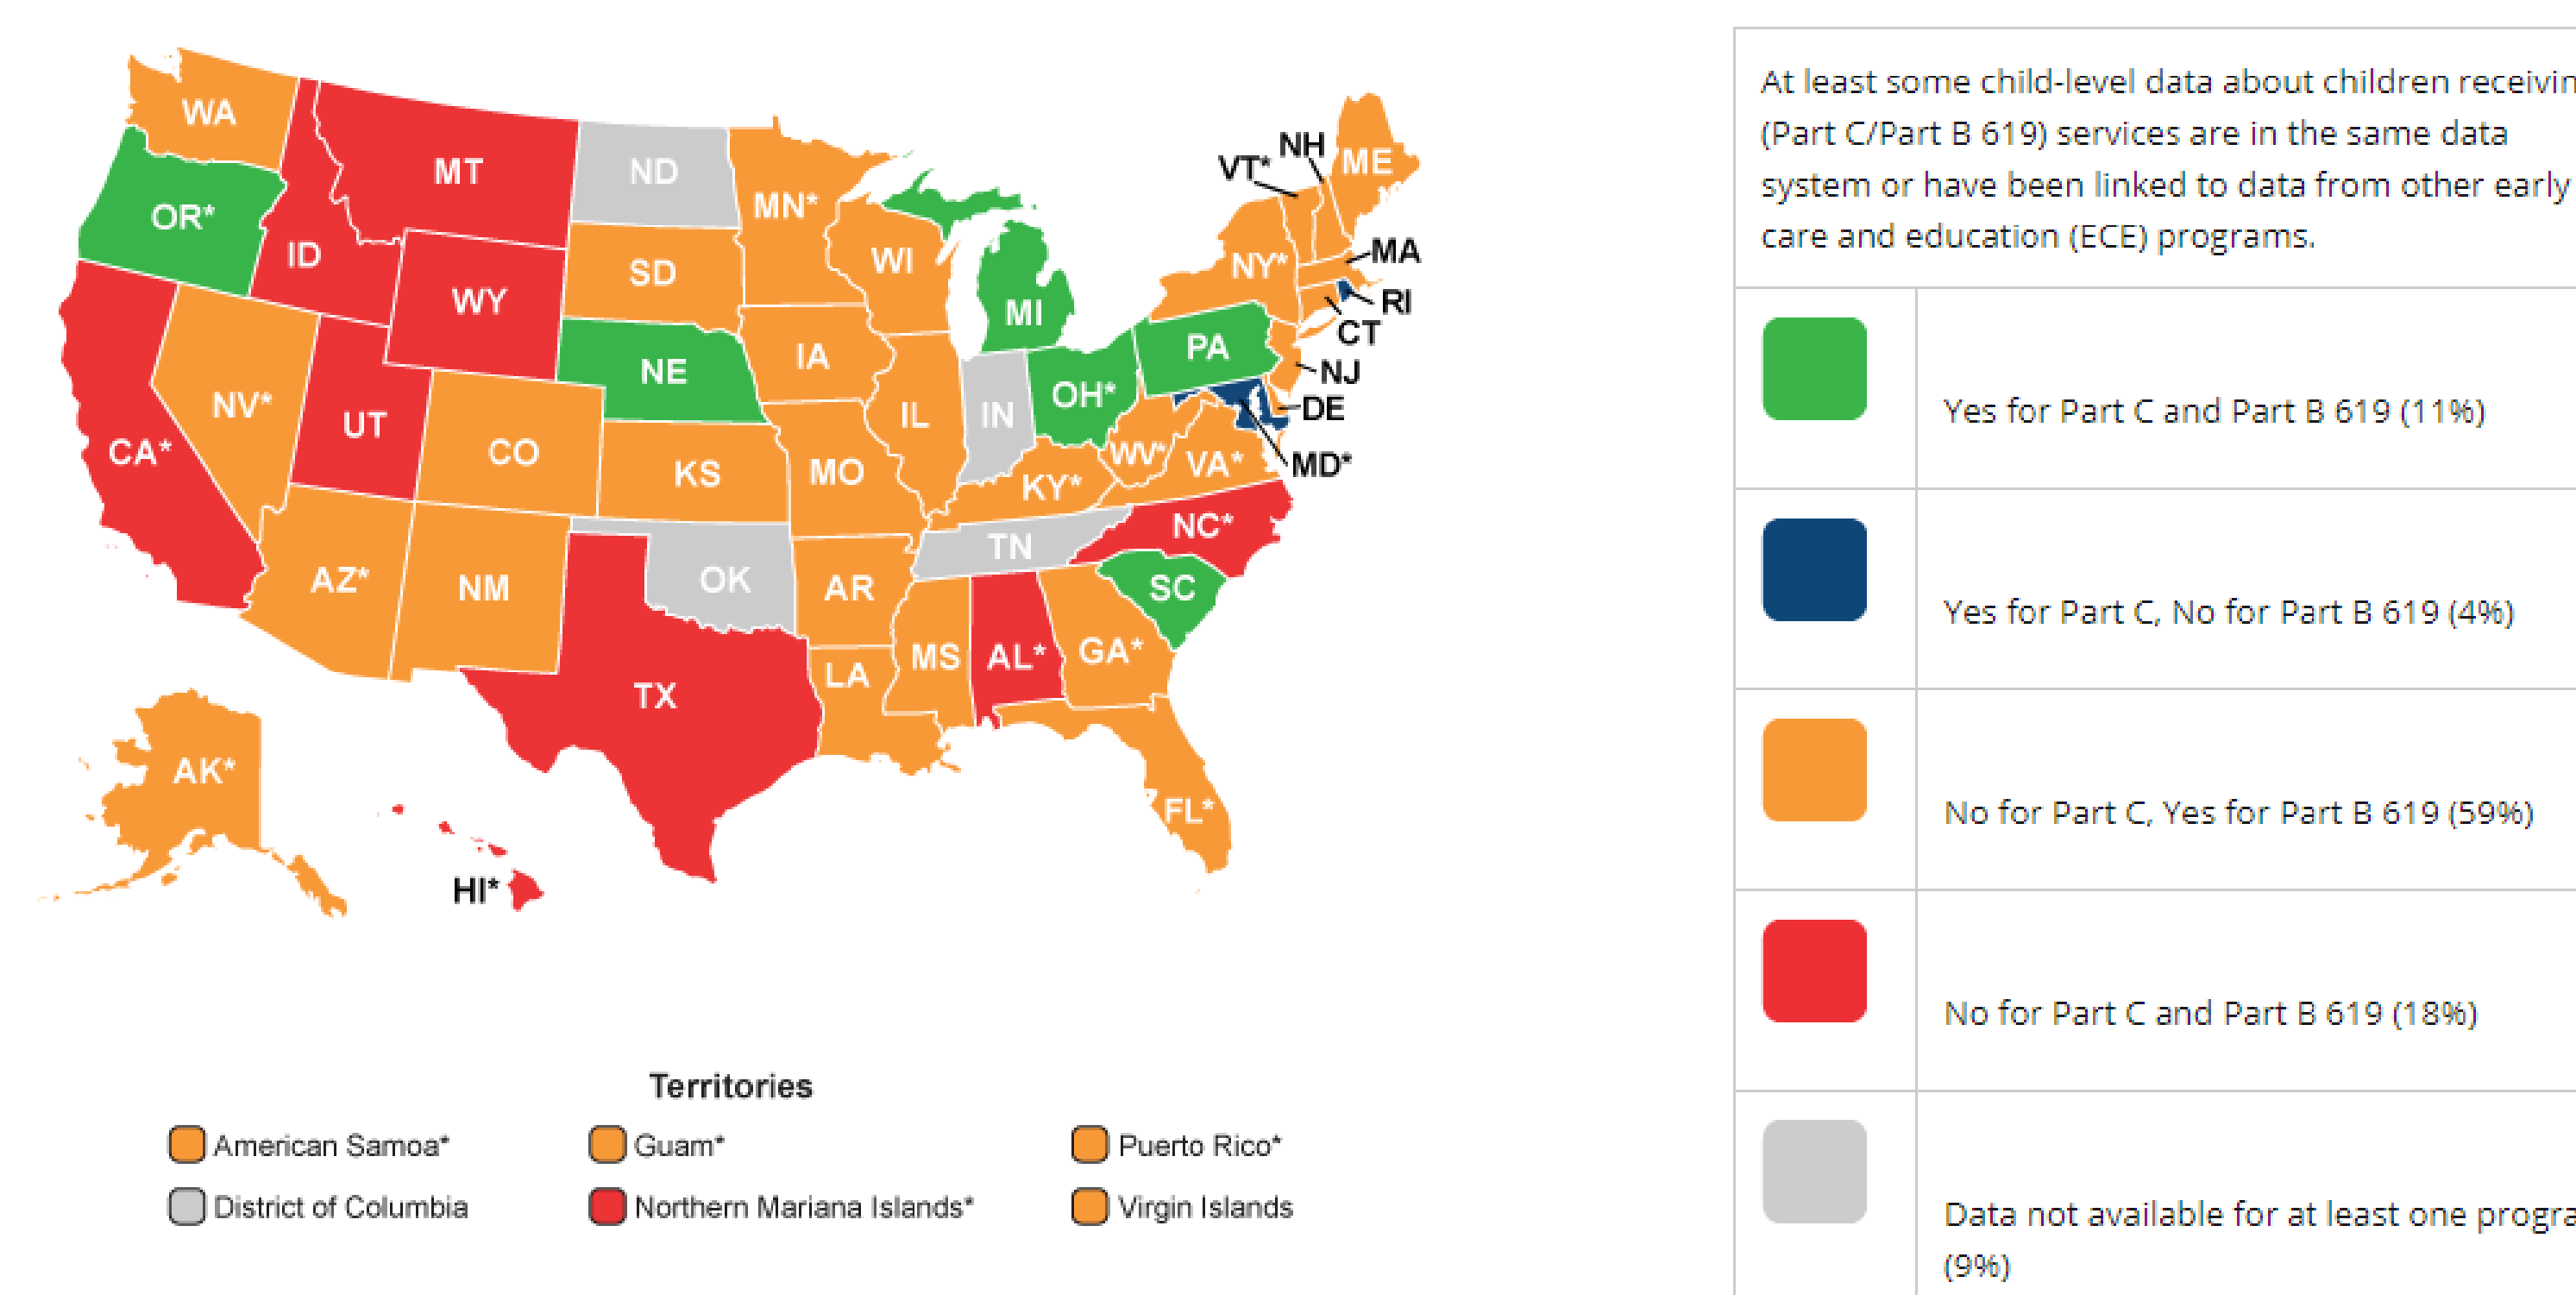 WA
MT
ND
MN*
VT*
NH
ME
OR*
ID
SD
WI
NY*
MA
WY
MI
RI
CT
NE
IA
PA
NJ
NV*
UT
CO
IL
IN
OH*
DE
CA*
KS
MO
WV*
VA*
MD*
KY*
NC*
AZ*
NM
OK
AR
TN
SC
TX
LA
MS
AL*
GA*
AK*
FL*
HI*
Territories
American Samoa*
Guam*
Puerto Rico*
District of Columbia
Northern Mariana Islands*
Virgin Islands
At least some child-level data about children receivin
(Part C/Part B 619) services are in the same data
system or have been linked to data from other early
care and education (ECE) programs.
Yes for Part C and Part B 619 (11%)
Yes for Part C, No for Part B 619 (4%)
No for Part C, Yes for Part B 619 (59%)
No for Part C and Part B 619 (18%)
Data not available for at least one progra
(9%)